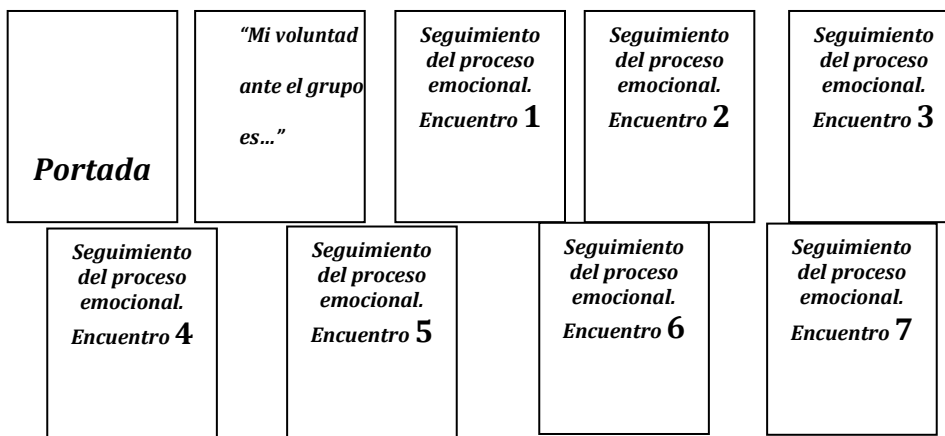 Portada
“Mi voluntad
ante el grupo
es...”
Seguimiento
del proceso
emocional.
Encuentro 1
Seguimiento
del proceso
emocional.
Encuentro 2
Seguimiento
del proceso
emocional.
Encuentro 3
Seguimiento
del proceso
emocional.
Encuentro 4
Seguimiento
del proceso
emocional.
Encuentro 5
Seguimiento
del proceso
emocional.
Encuentro 6
Seguimiento
del proceso
emocional.
Encuentro 7